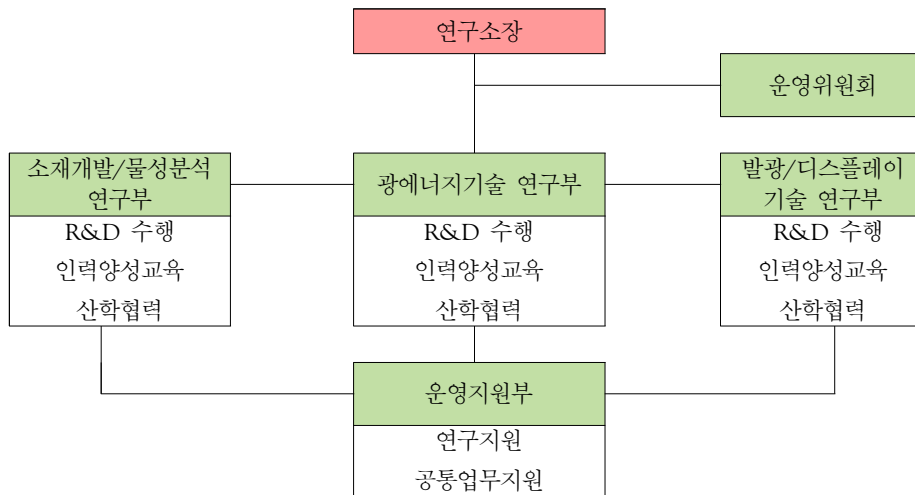 연구소장
운영위원회
소재개발/물성분석
연구부
R&D 수행
인력양성교육
산학협력
광에너지기술 연구부
R&D 수행
인력양성교육
산학협력
발광/디스플레이
기술 연구부
R&D 수행
인력양성교육
산학협력
운영지원부
연구지원
공통업무지원